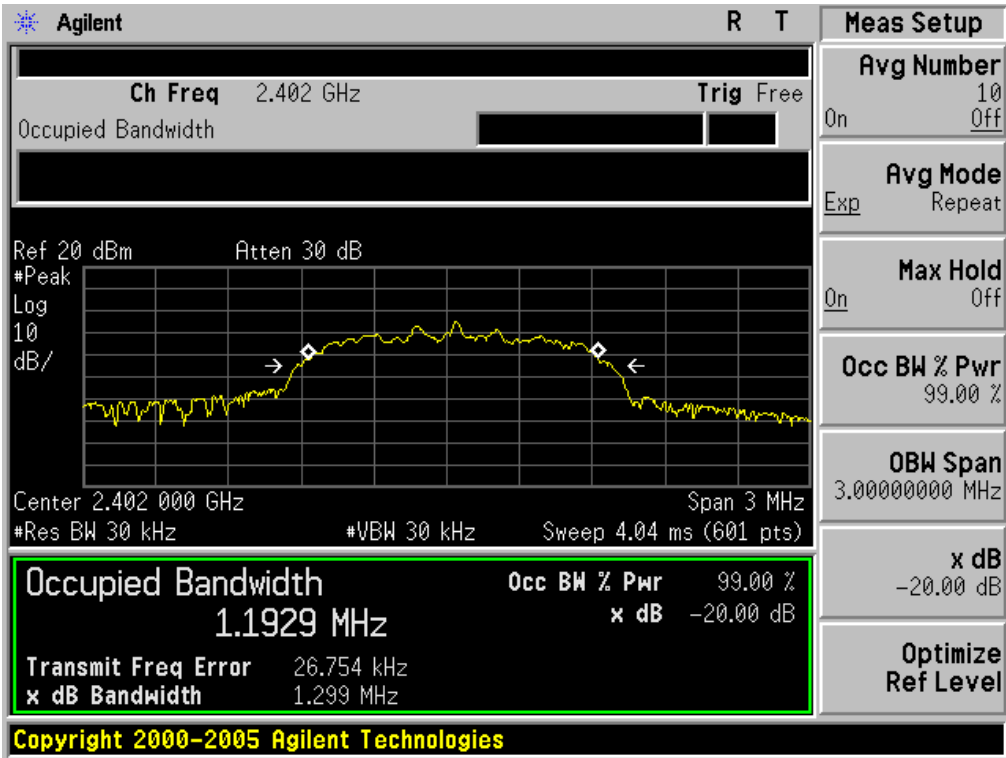 Agilent R T
Ch Freq 2.402 GHz Trig Free
Occupied Bandwidth
Ref 20 dBm Atten 30 dB
#Peak
Log
10
dB/
Center 2.402 000 GHz Span 3 MHz
#Res BW 30 kHz #VBW 30 kHz Sweep 4.04 ms (601 pts)
Occupied Bandwidth
1.1929 MHz
Occ BW % Pwr 99.00 %
x dB -20.00 dB
Transmit Freq Error 26.754 kHz
x dB Bandwidth 1.299 MHz
Copyright 2000-2005 Agilent Technologies
Meas Setup
Avg Number
10
On Off
Avg Mode
Exp Repeat
Max Hold
On Off
Occ BW % Pwr
99.00 %
OBW Span
3.00000000 MHz
x dB
-20.00 dB
Optimize
Ref Level